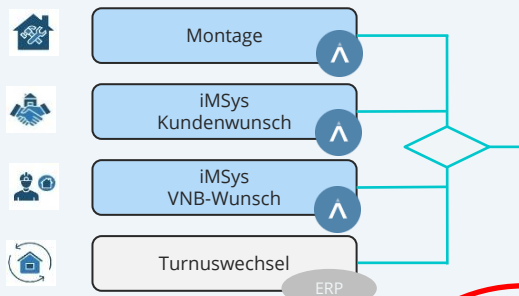 Montage
iMSys
Kundenwunsch
iMSys
VNB-Wunsch
Turnuswechsel
ERP